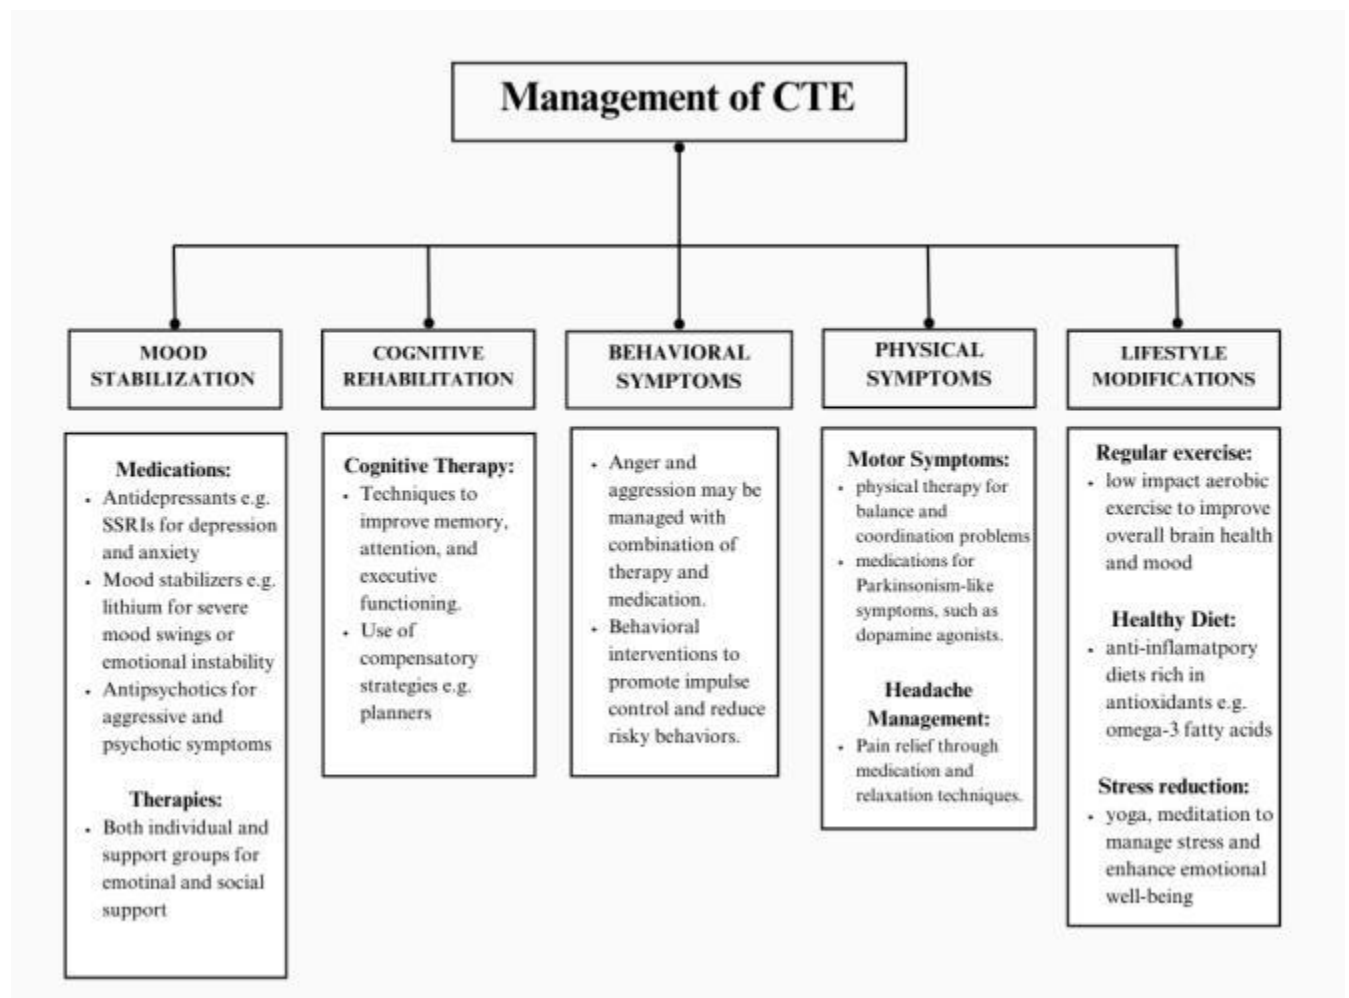 Management of CTE
MOOD
STABILIZATION
Medications:
• Antidepressants e.g.
SSRIs for depression
and anxiety
• Mood stabilizers e.g.
lithium for severe
mood swings or
emotional instability
• Antipsychotics for
aggressive and
psychotic symptoms
Therapies:
• Both individual and
support groups for
emotinal and social
support
COGNITIVE
REHABILITATION
Cognitive Therapy:
• Techniques to
improve memory,
attention, and
executive
functioning.
• Use of
compensatory
strategies e.g.
planners
BEHAVIORAL
SYMPTOMS
• Anger and
aggression may be
managed with
combination of
therapy and
medication.
• Behavioral
interventions to
promote impulse
control and reduce
risky behaviors.
PHYSICAL
SYMPTOMS
Motor Symptoms:
• physical therapy for
balance and
coordination problems
• medications for
Parkinsonism-like
symptoms, such as
dopamine agonists.
Headache
Management:
• Pain relief through
medication and
relaxation techniques.
LIFESTYLE
MODIFICATIONS
Regular exercise:
• low impact aerobic
exercise to improve
overall brain health
and mood
Healthy Diet:
• anti-inflamatpory
diets rich in
antioxidants e.g.
omega-3 fatty acids
Stress reduction:
• yoga, meditation to
manage stress and
enhance emotional
well-being